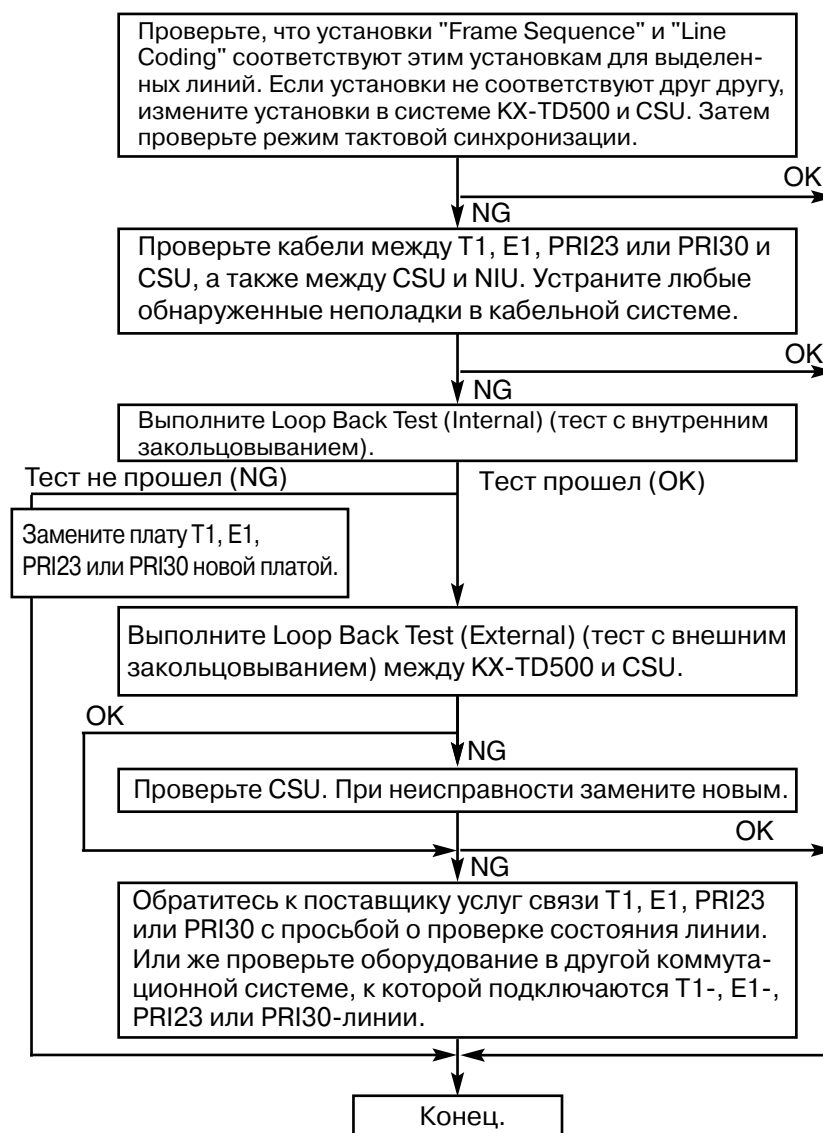 Проверьте, что установки "Frame Sequence" и "Line
Coding" соответствуют этим установкам для выделен-
ных линий. Если установки не соответствуют друг другу,
измените установки в системе KX-TD500 и CSU. Затем
проверьте режим тактовой синхронизации.
OK
NG
Проверьте кабели между T1, E1, PRI23 или PRI30 и
CSU, а также между CSU и NIU. Устраните любые
обнаруженные неполадки в кабельной системе.
OK
NG
Выполните Loop Back Test (Internal) (тест с внутренним
закольцовыванием).
Тест не прошел (NG)
Тест прошел (OK)
Замените плату T1, E1,
PRI23 или PRI30 новой платой.
Выполните Loop Back Test (External) (тест с внешним
закольцовыванием) между KX-TD500 и CSU.
OK
NG
Проверьте CSU. При неисправности замените новым.
OK
NG
Обратитесь к поставщику услуг связи T1, E1, PRI23
или PRI30 с просьбой о проверке состояния линии.
Или же проверьте оборудование в другой коммута-
ционной системе, к которой подключаются T1-, E1-,
PRI23 или PRI30-линии.
Конец.